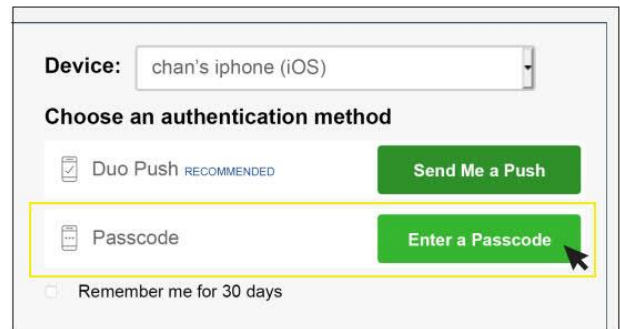 Device: chan's iphone (iOS)
Choose an authentication method
Duo Push RECOMMENDED Send Me a Push
Passcode Enter a Passcode
Remember me for 30 days